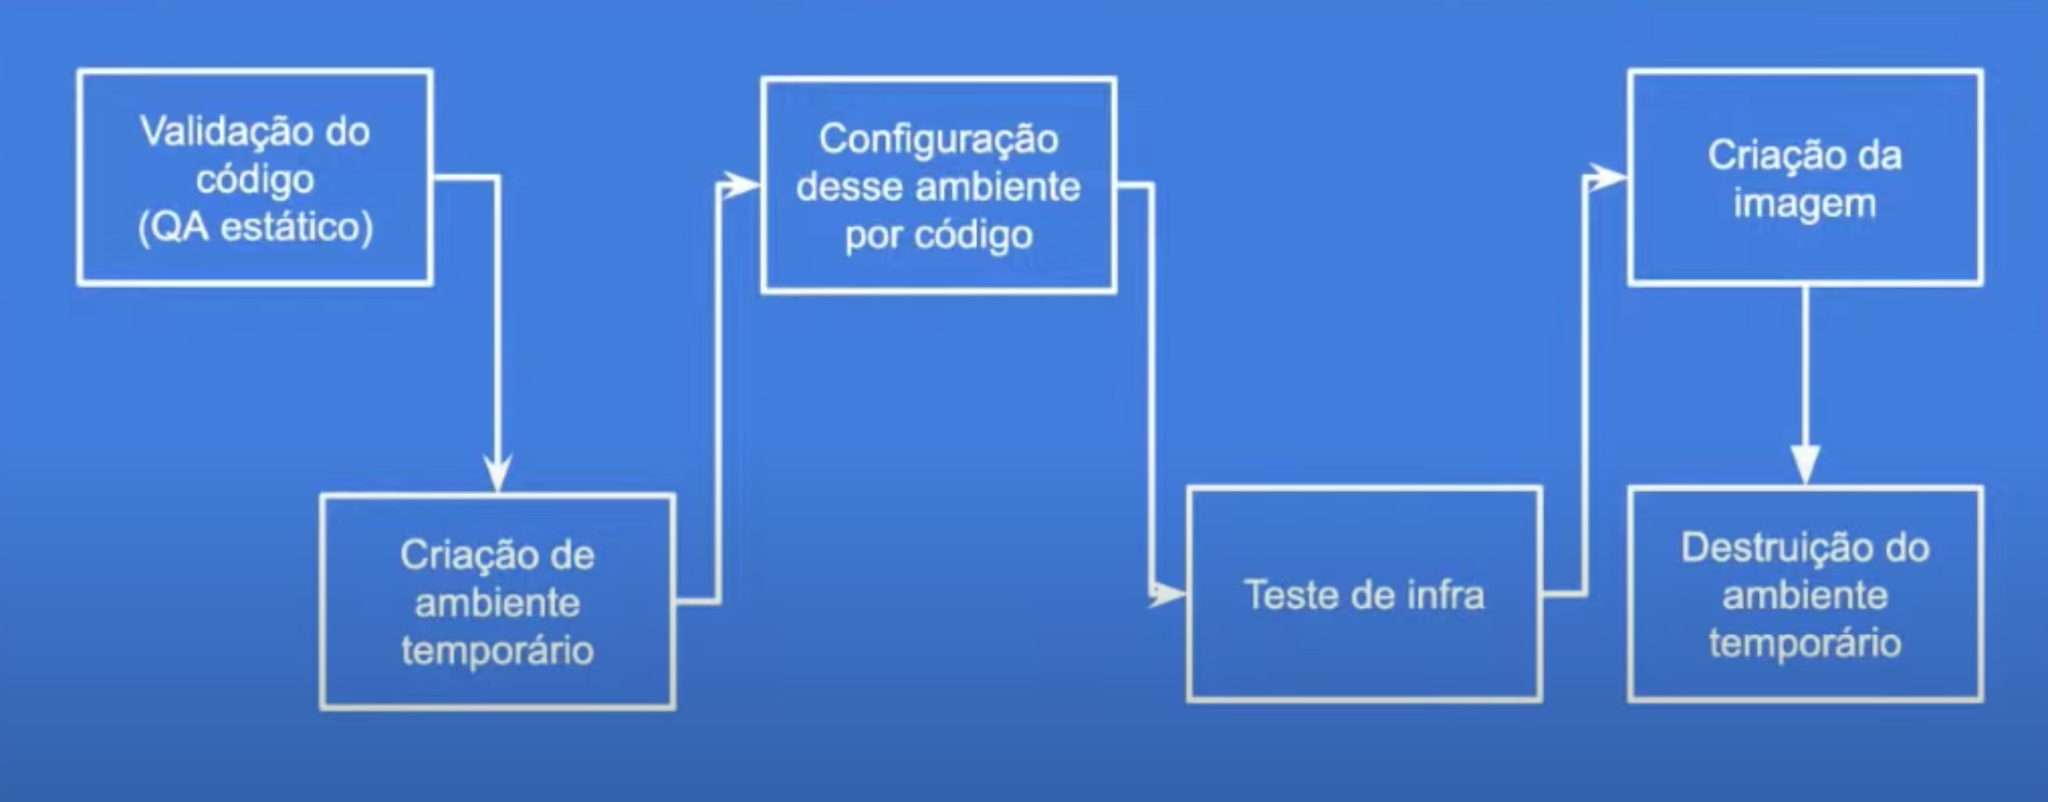 Validação do
código
(QA estático)
Criação de
ambiente
temporário
Configuração
desse ambiente
por código
Teste de infra
Criação da
imagem
Destruição do
ambiente
temporário